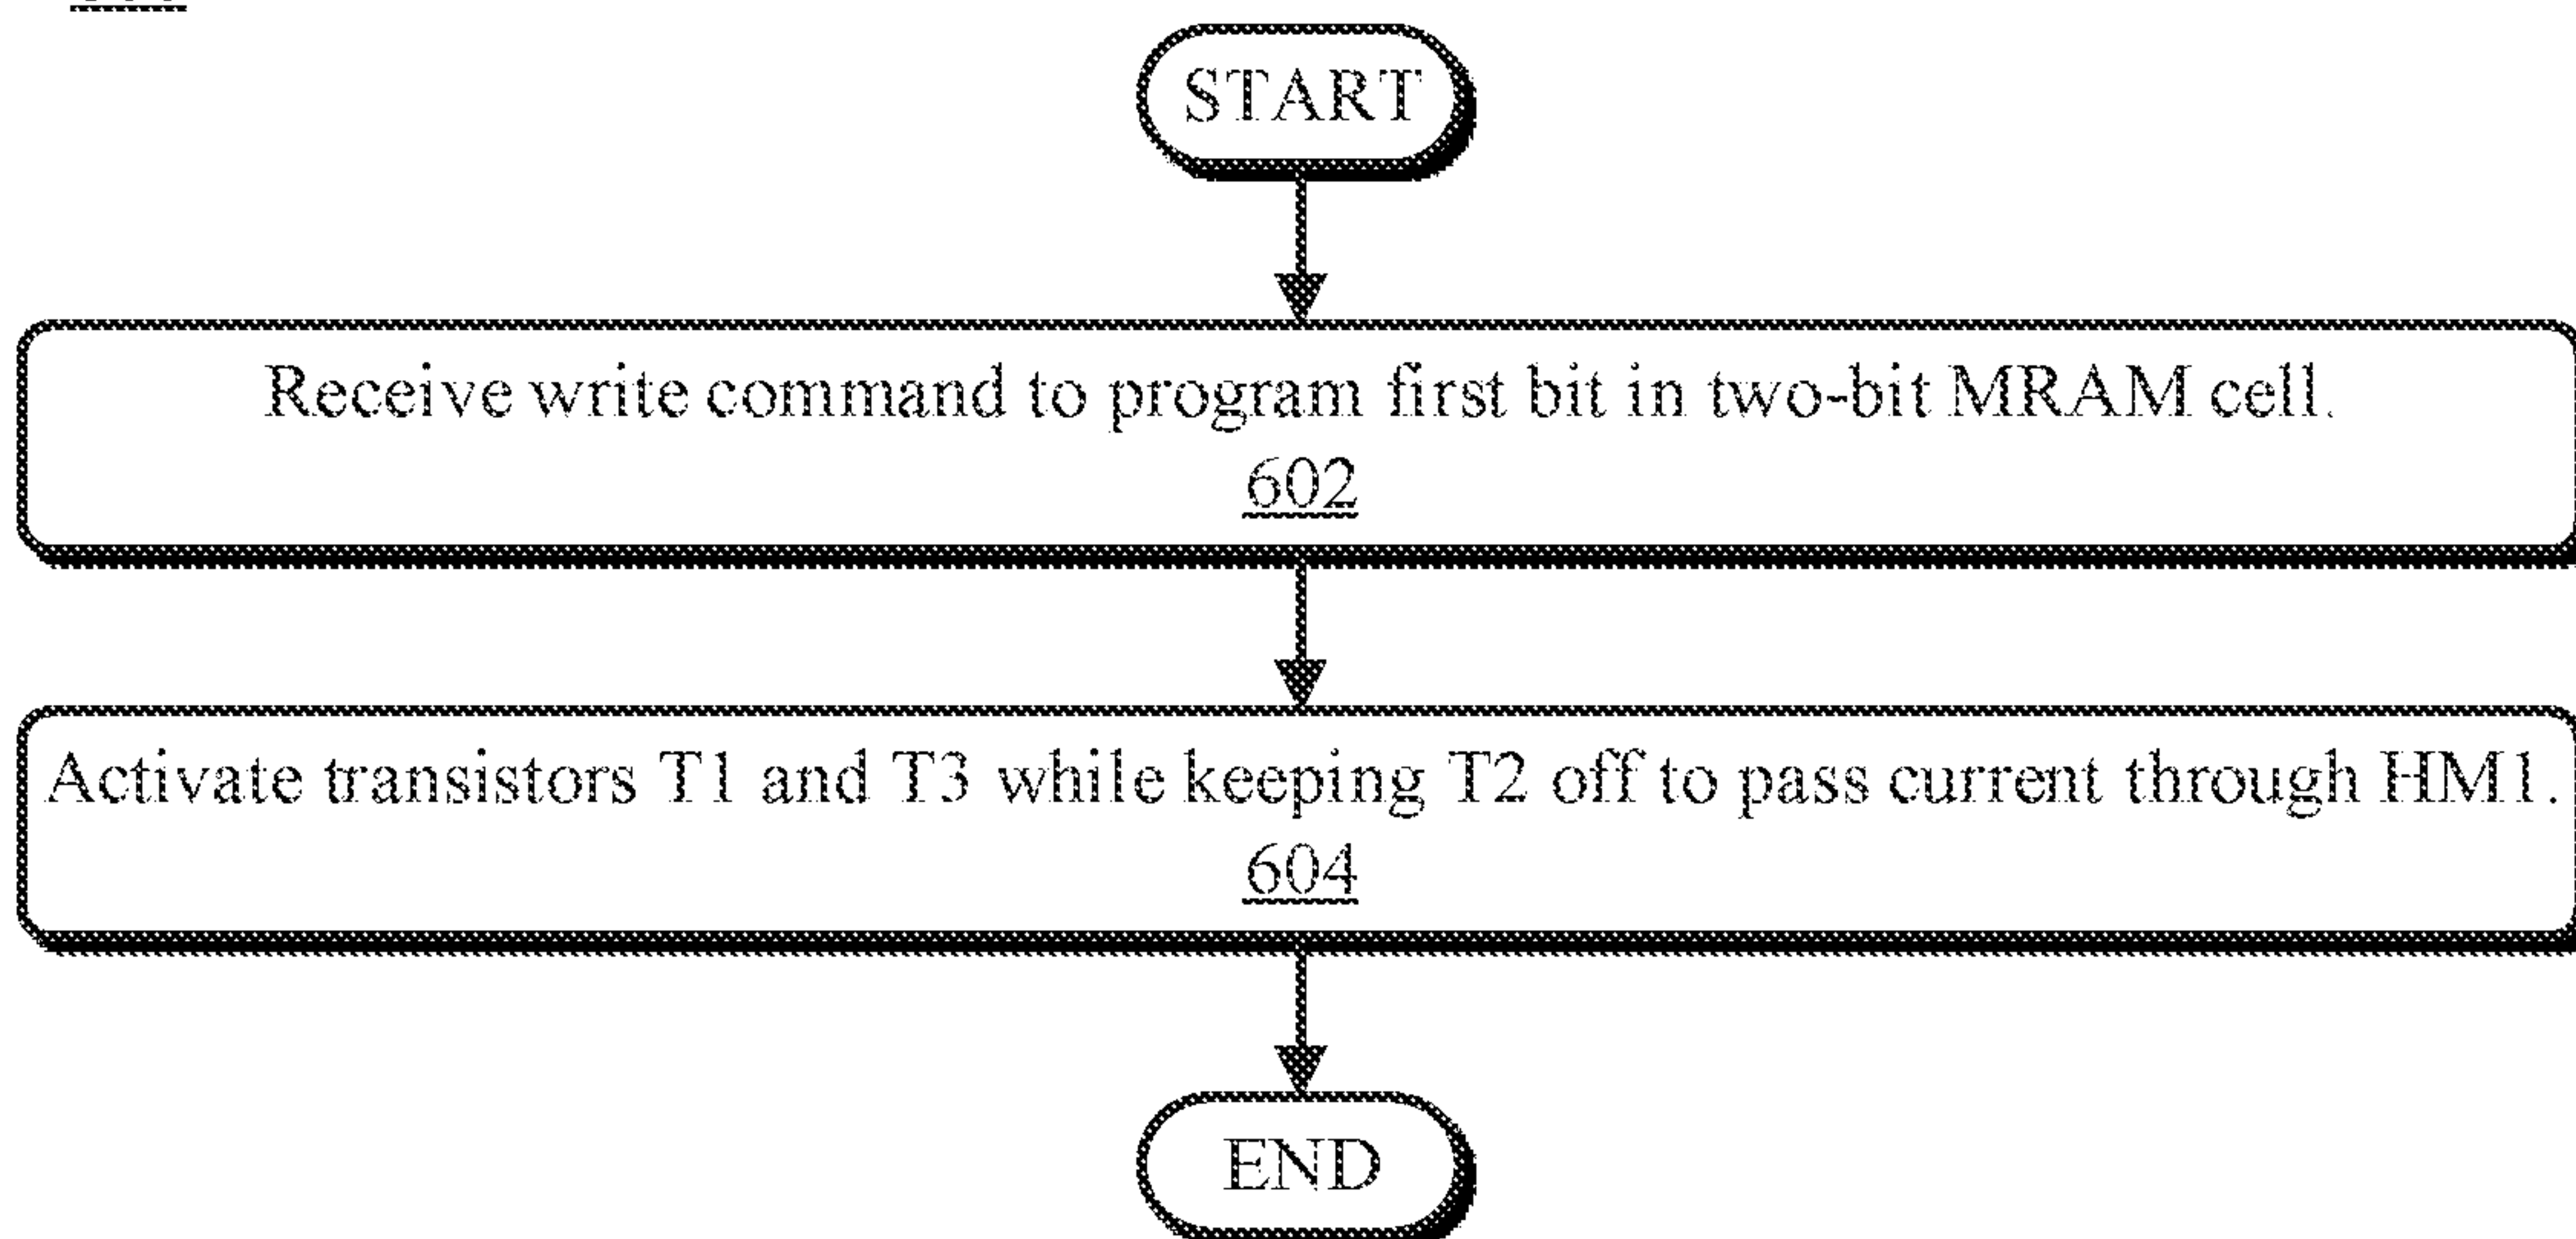 START
Receive write command to program first bit in two-bit MRAM cell.
602
Activate transistors T1 and T3 while keeping T2 off to pass current through HM1.
604
END